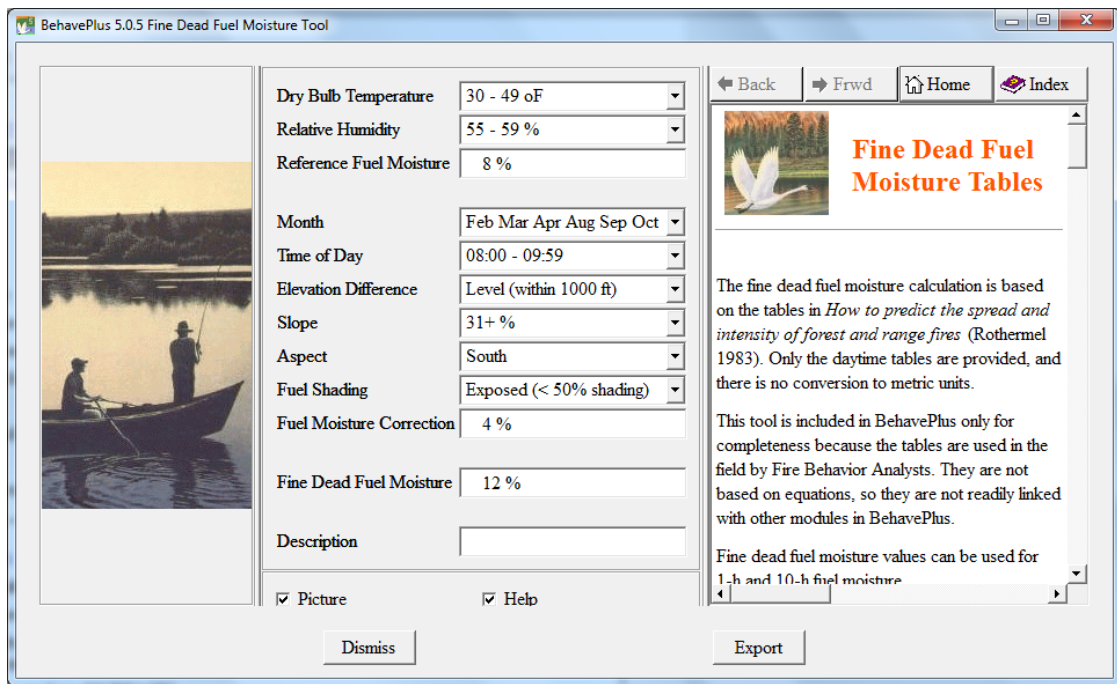 BehavePlus 5.0.5 Fine Dead Fuel Moisture Tool
Dry Bulb Temperature 30 - 49 oF
Relative Humidity 55 - 59 %
Reference Fuel Moisture 8 %
Month Feb Mar Apr Aug Sep Oct
Time of Day 08:00 - 09:59
Elevation Difference Level (within 1000 ft)
Slope 31+ %
Aspect South
Fuel Shading Exposed (< 50% shading)
Fuel Moisture Correction 4 %
Fine Dead Fuel Moisture 12 %
Description
Picture Help
Back Frwd Home Index
Fine Dead Fuel
Moisture Tables
The fine dead fuel moisture calculation is based
on the tables in How to predict the spread and
intensity of forest and range fires (Rothermel
1983). Only the daytime tables are provided, and
there is no conversion to metric units.
This tool is included in BehavePlus only for
completeness because the tables are used in the
field by Fire Behavior Analysts. They are not
based on equations, so they are not readily linked
with other modules in BehavePlus.
Fine dead fuel moisture values can be used for
1-h and 10-h fuel moisture
Dismiss Export